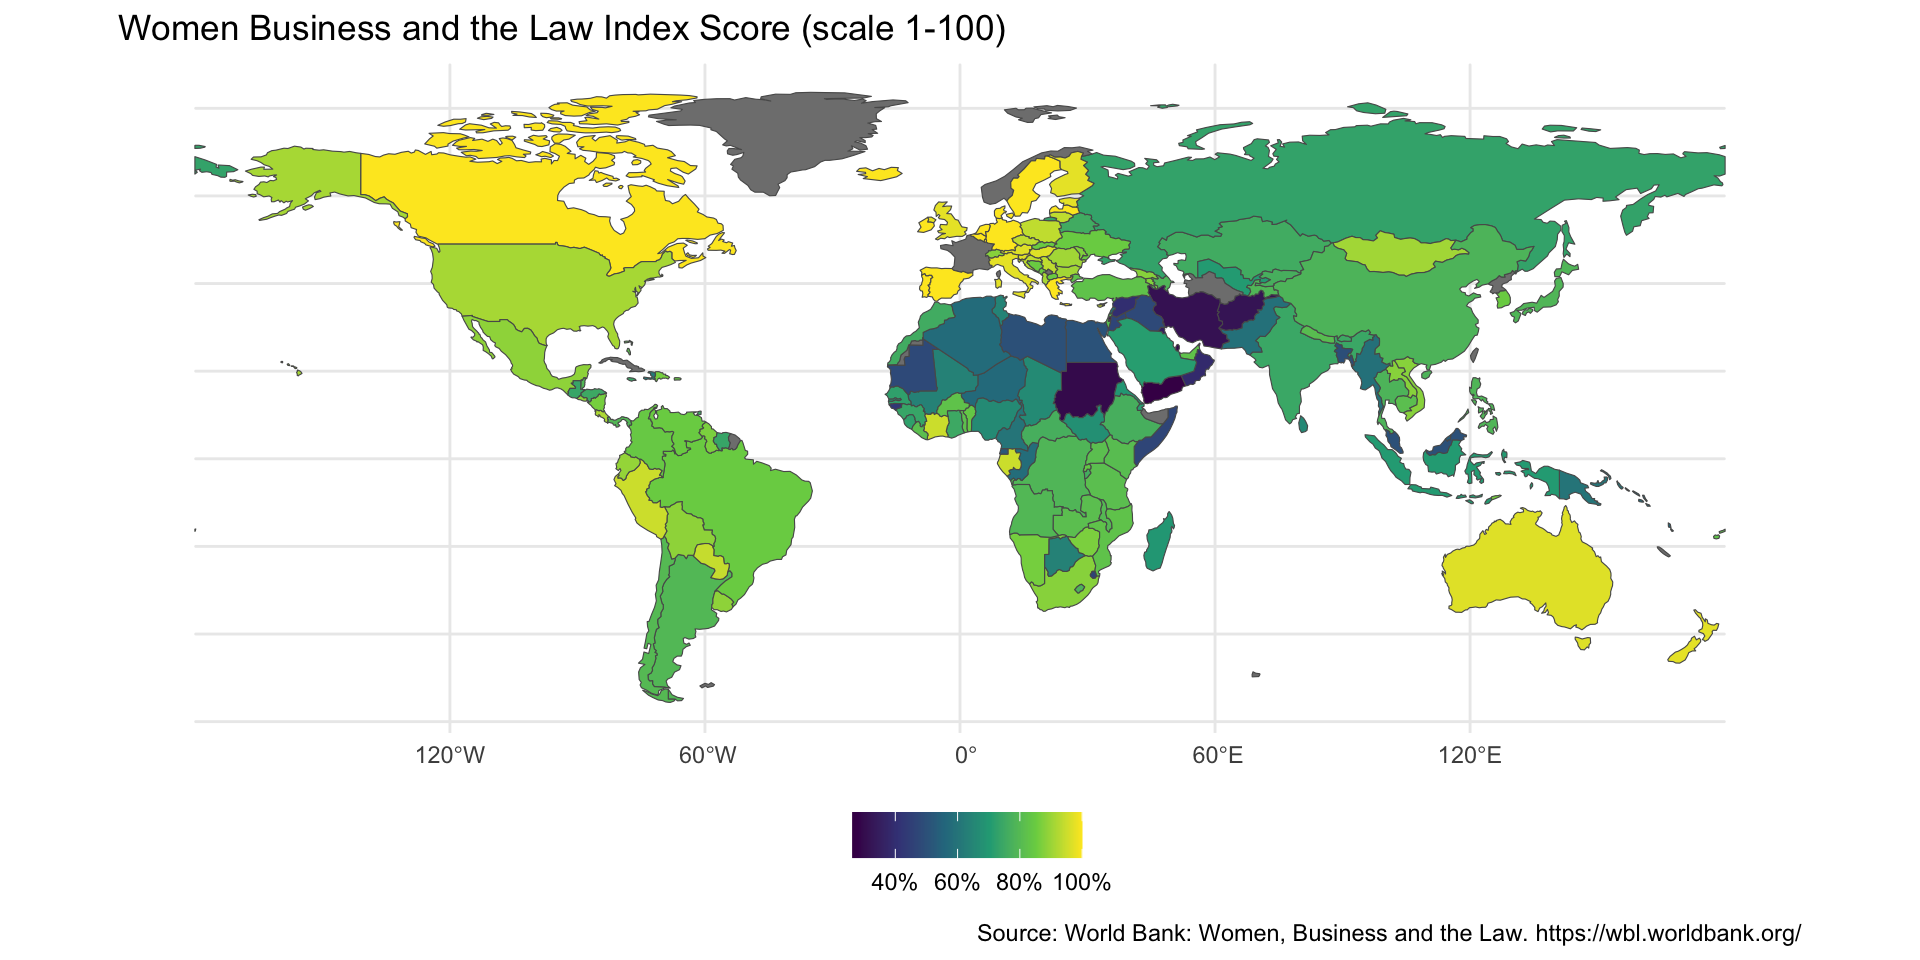 Women Business and the Law Index Score (scale 1-100)
120°W 60°W 0° 60°E 120°E
40% 60% 80% 100%
Source: World Bank: Women, Business and the Law. https://wbl.worldbank.org/